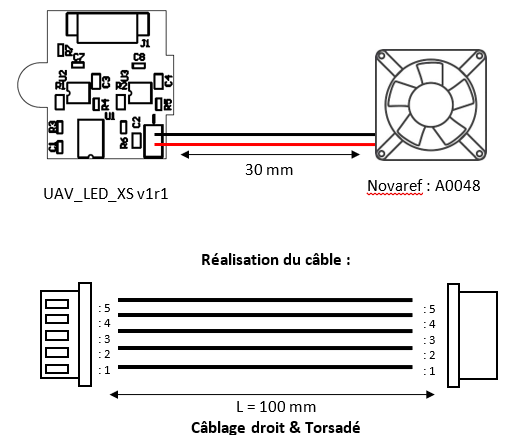 J1
R7
C7
C8
U2
U3
C3
C4
R1
R2
R4
R5
U1
R3
R6
C2
C1
30 mm
UAV_LED_XS v1r1
Novaref : A0048
Réalisation du câble :
: 5
: 4
: 3
: 2
: 1
: 5
: 4
: 3
: 2
: 1
L = 100 mm
Câblage droit & Torsadé